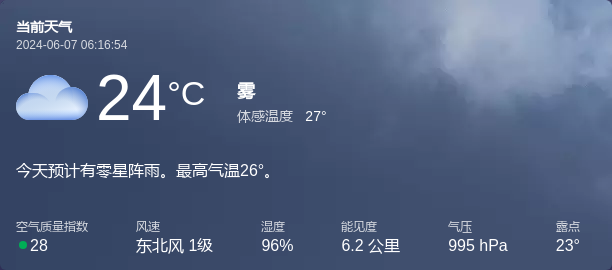 当前天气
2024-06-07 06:16:54
24°C
雾
体感温度 27°
今天预计有零星阵雨。最高气温26°。
空气质量指数 风速 湿度 能见度 气压 露点
28 东北风 1级 96% 6.2 公里 995 hPa 23°